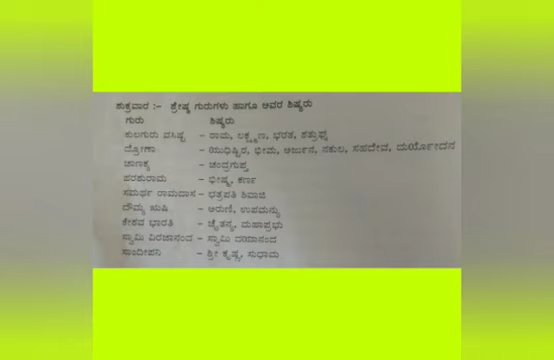 ಶುಕ್ರವಾರ :- ಶ್ರೇಷ್ಠ ಗುರುಗಳು ಹಾಗೂ ಅವರ ಶಿಷ್ಯರು
ಗುರು ಶಿಷ್ಯರು
ಕುಲಗುರು ವಸಿಷ್ಟ – ರಾಮ, ಲಕ್ಷ್ಮಣ, ಭರತ, ಶತ್ರುಘ್ನ
ದ್ರೋಣಾ – ಯುಧಿಷ್ಠಿರ, ಭೀಮ, ಅರ್ಜುನ, ನಕುಲ, ಸಹದೇವ, ದುರ್ಯೋದನ
ಚಾಣಕ್ಯ – ಚಂದ್ರಗುಪ್ತ
ಪರಶುರಾಮ – ಭೀಷ್ಮ, ಕರ್ಣ
ಸಮರ್ಥ ರಾಮದಾಸ – ಛತ್ರಪತಿ ಶಿವಾಜಿ
ದೌಮ್ಯ ಋಷಿ – ಆರುಣಿ, ಉಪಮನ್ಯು
ಕೇಶವ ಭಾರತಿ – ಚೈತನ್ಯ, ಮಹಾಪ್ರಭು
ಸ್ವಾಮಿ ವಿರಜಾನಂದ – ಸ್ವಾಮಿ ದಯಾನಂದ
ಸಾಂದೀಪನಿ – ಶ್ರೀ ಕೃಷ್ಣ, ಸುಧಾಮ